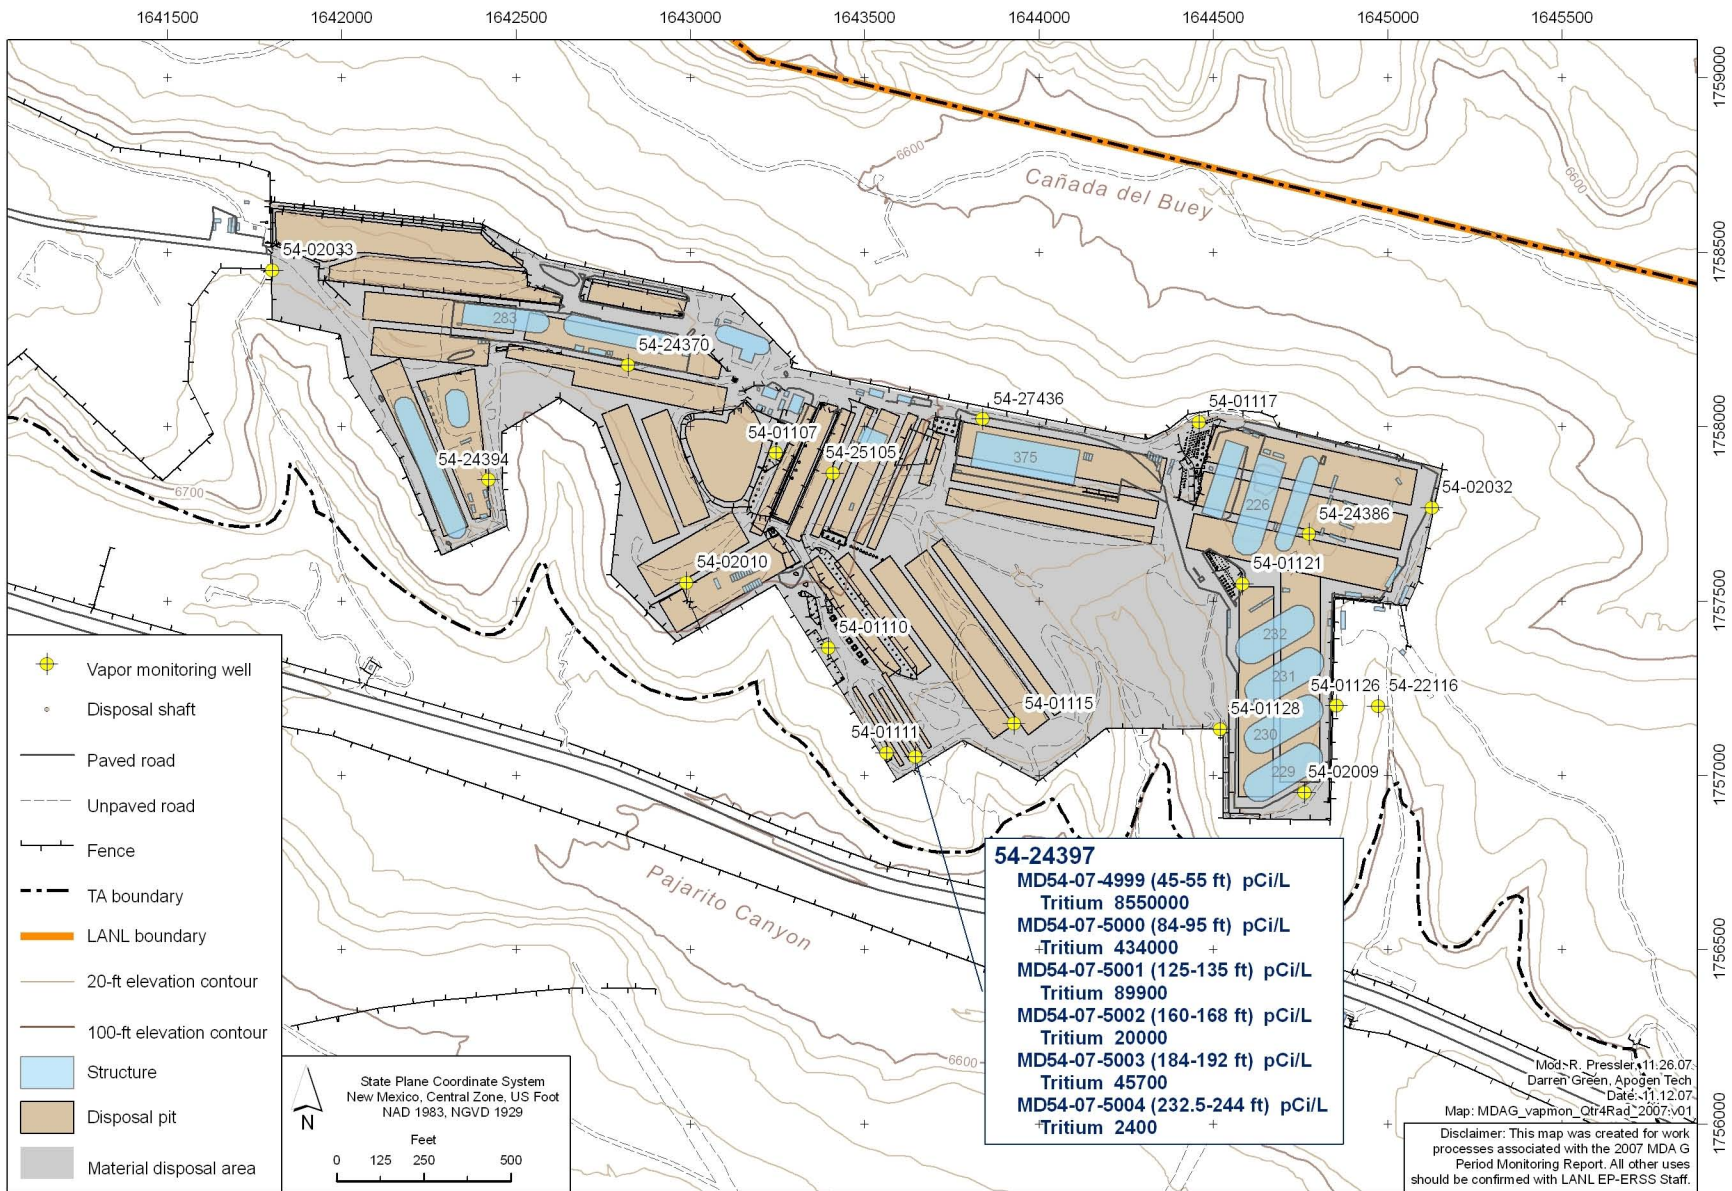 1641500 1642000 1642500 1643000 1643500 1644000 1644500 1645000 1645500
1759000
1758500
1758000
1757500
1757000
1756500
1756000
6600
6600
Cañada del Buey
54-02033
283
54-24370
54-27436
54-01117
54-01107
54-25105
375
54-24394
6700
54-02032
226
54-24386
54-02010
54-01121
232
54-01110
231
54-01126
54-22116
54-01115
54-01128
54-01111
230
229
54-02009
Pajarito Canyon
6600
54-24397
MD54-07-4999 (45-55 ft) pCi/L
Tritium 8550000
MD54-07-5000 (84-95 ft) pCi/L
Tritium 434000
MD54-07-5001 (125-135 ft) pCi/L
Tritium 89900
MD54-07-5002 (160-168 ft) pCi/L
Tritium 20000
MD54-07-5003 (184-192 ft) pCi/L
Tritium 45700
MD54-07-5004 (232.5-244 ft) pCi/L
Tritium 2400
Vapor monitoring well
Disposal shaft
Paved road
Unpaved road
Fence
TA boundary
LANL boundary
20-ft elevation contour
100-ft elevation contour
Structure
Disposal pit
Material disposal area
N
State Plane Coordinate System
New Mexico, Central Zone, US Foot
NAD 1983, NGVD 1929
Feet
0 125 250 500
Mod: R. Pressler, 11.26.07
Darren Green, Apogen Tech
Date: 11.12.07
Map: MDAG_vapmon_Qtr4Rad_2007:v01
Disclaimer: This map was created for work
processes associated with the 2007 MDA G
Period Monitoring Report. All other uses
should be confirmed with LANL EP-ERSS Staff.